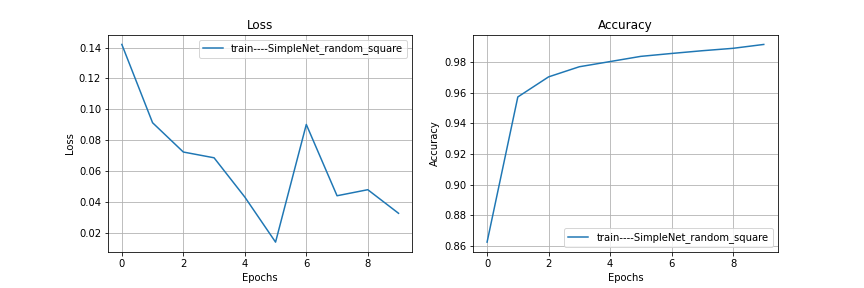 Loss
train----SimpleNet_random_square
0.14
0.12
0.10
0.08
0.06
0.04
0.02
Loss
0 2 4 6 8
Epochs
Accuracy
0.98
0.96
0.94
0.92
0.90
0.88
0.86
Accuracy
train----SimpleNet_random_square
0 2 4 6 8
Epochs